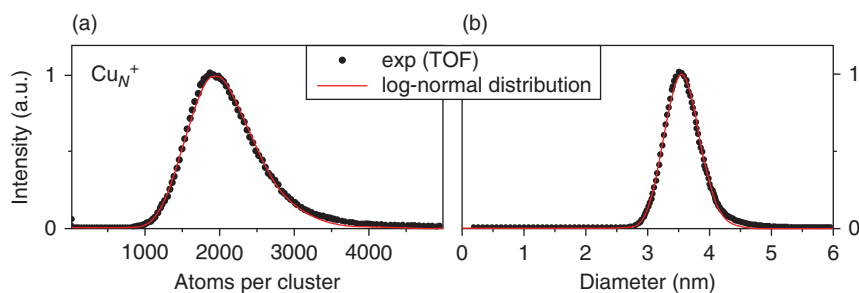 (a)
(b)
Cu_N^+
exp (TOF)
log-normal distribution
Intensity (a.u.)
1
0
1000
2000
3000
4000
Atoms per cluster
1
0
0
1
2
3
4
5
6
Diameter (nm)